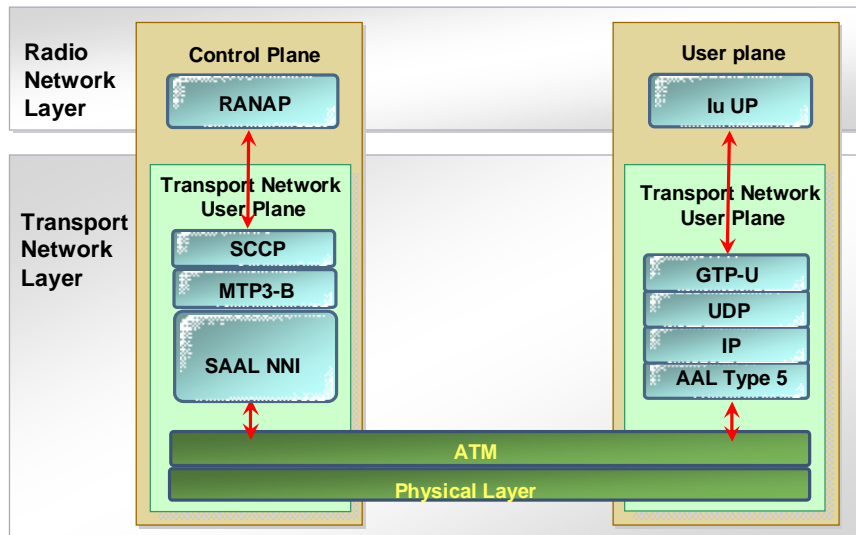 Radio
Network
Layer
Control Plane
RANAP
User plane
Iu UP
Transport
Network
Layer
Transport Network
User Plane
SCCP
MTP3-B
SAAL NNI
Transport Network
User Plane
GTP-U
UDP
IP
AAL Type 5
ATM
Physical Layer